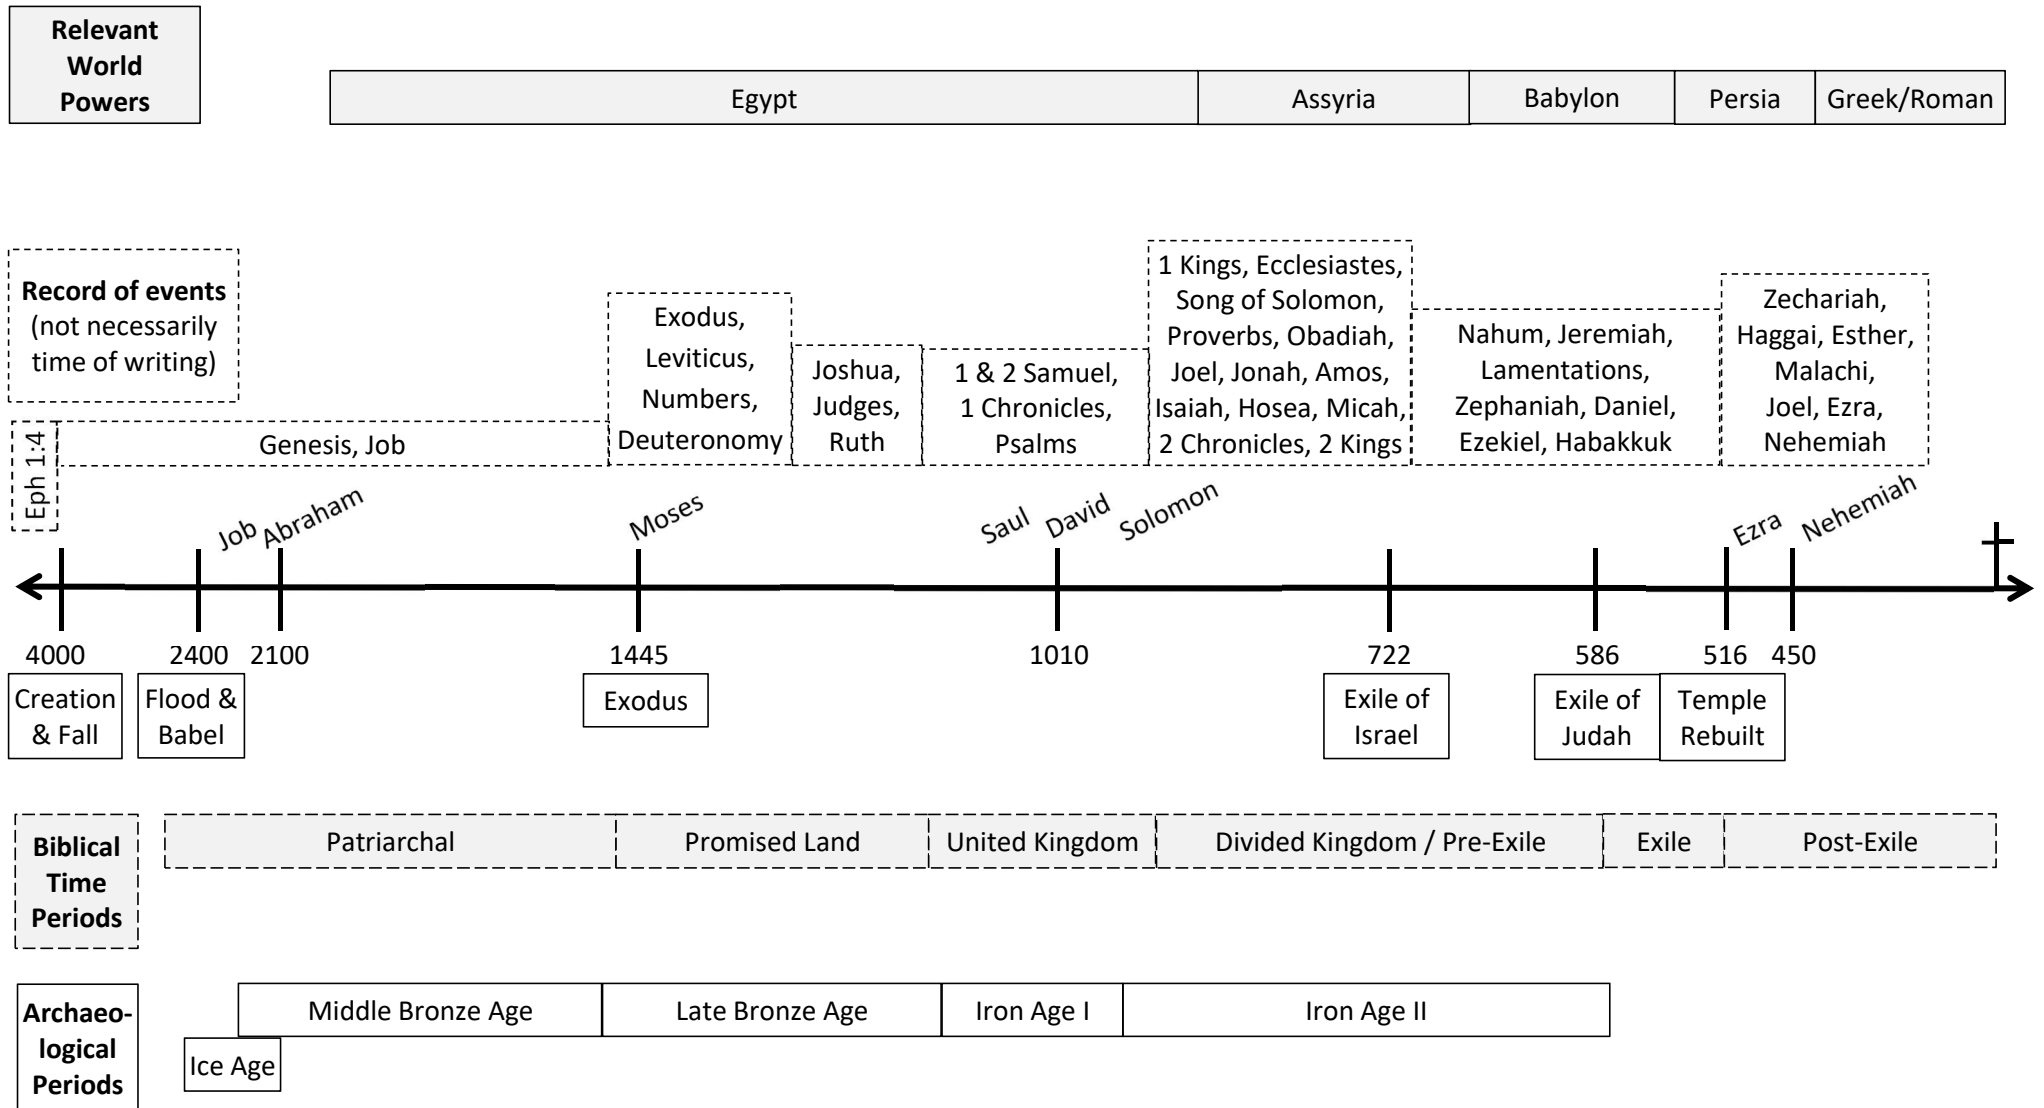 Relevant
World
Powers
Egypt
Assyria
Babylon
Persia
Greek/Roman
Record of events
(not necessarily
time of writing)
Eph 1:4
Genesis, Job
Exodus,
Leviticus,
Numbers,
Deuteronomy
Joshua,
Judges,
Ruth
1 & 2 Samuel,
1 Chronicles,
Psalms
1 Kings, Ecclesiastes,
Song of Solomon,
Proverbs, Obadiah,
Joel, Jonah, Amos,
Isaiah, Hosea, Micah,
2 Chronicles, 2 Kings
Nahum, Jeremiah,
Lamentations,
Zephaniah, Daniel,
Ezekiel, Habakkuk
Zechariah,
Haggai, Esther,
Malachi,
Joel, Ezra,
Nehemiah
Job
Abraham
Moses
Saul
David
Solomon
Ezra
Nehemiah
4000
2400
2100
1445
1010
722
586
516
450
Creation
& Fall
Flood &
Babel
Exodus
Exile of
Israel
Exile of
Judah
Temple
Rebuilt
Biblical
Time
Periods
Patriarchal
Promised Land
United Kingdom
Divided Kingdom / Pre-Exile
Exile
Post-Exile
Archaeo-
logical
Periods
Middle Bronze Age
Late Bronze Age
Iron Age I
Iron Age II
Ice Age